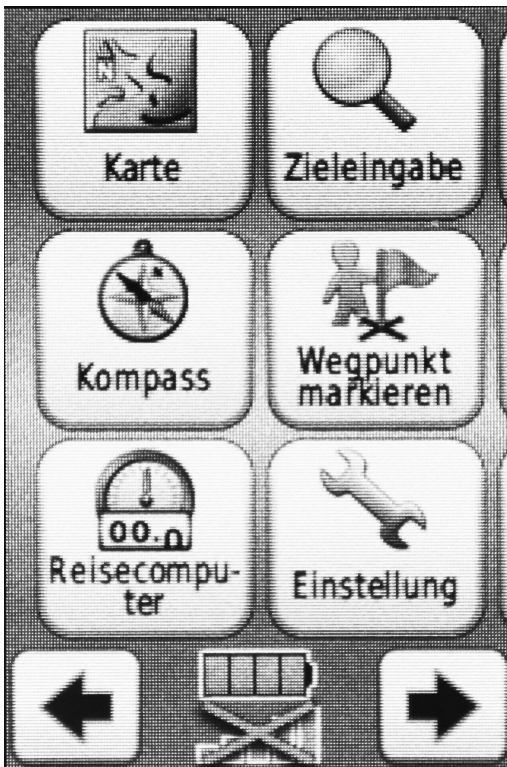 Karte
Zieleingabe
Kompass
Wegpunkt
markieren
00.0
Reisecompu-
ter
Einstellung